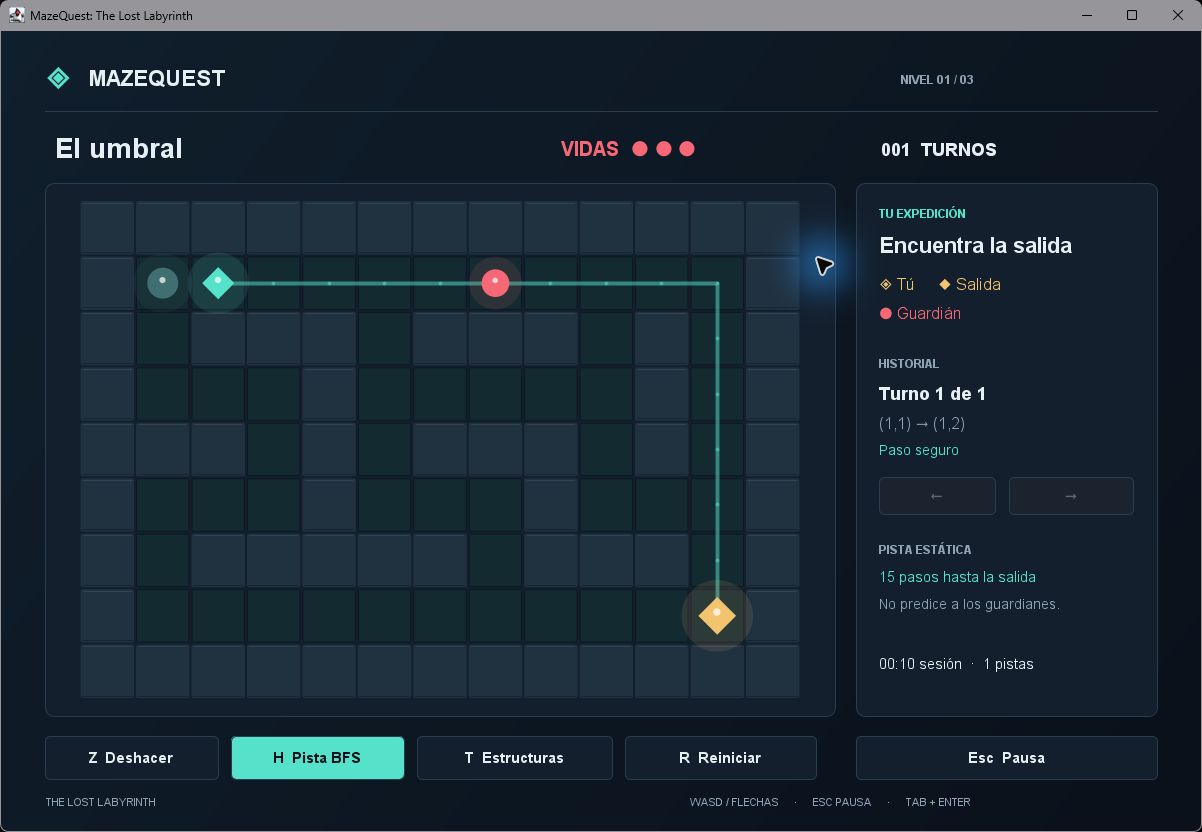 MazeQuest: The Lost Labyrinth
MAZEQUEST
NIVEL 01 / 03
El umbral
VIDAS
001 TURNOS
TU EXPEDICIÓN
Encuentra la salida
Tú
Salida
Guardián
HISTORIAL
Turno 1 de 1
(1,1) → (1,2)
Paso seguro
← →
PISTA ESTÁTICA
15 pasos hasta la salida
No predice a los guardianes.
00:10 sesión · 1 pistas
Z Deshacer
H Pista BFS
T Estructuras
R Reiniciar
Esc Pausa
THE LOST LABYRINTH
WASD / FLECHAS · ESC PAUSA · TAB + ENTER